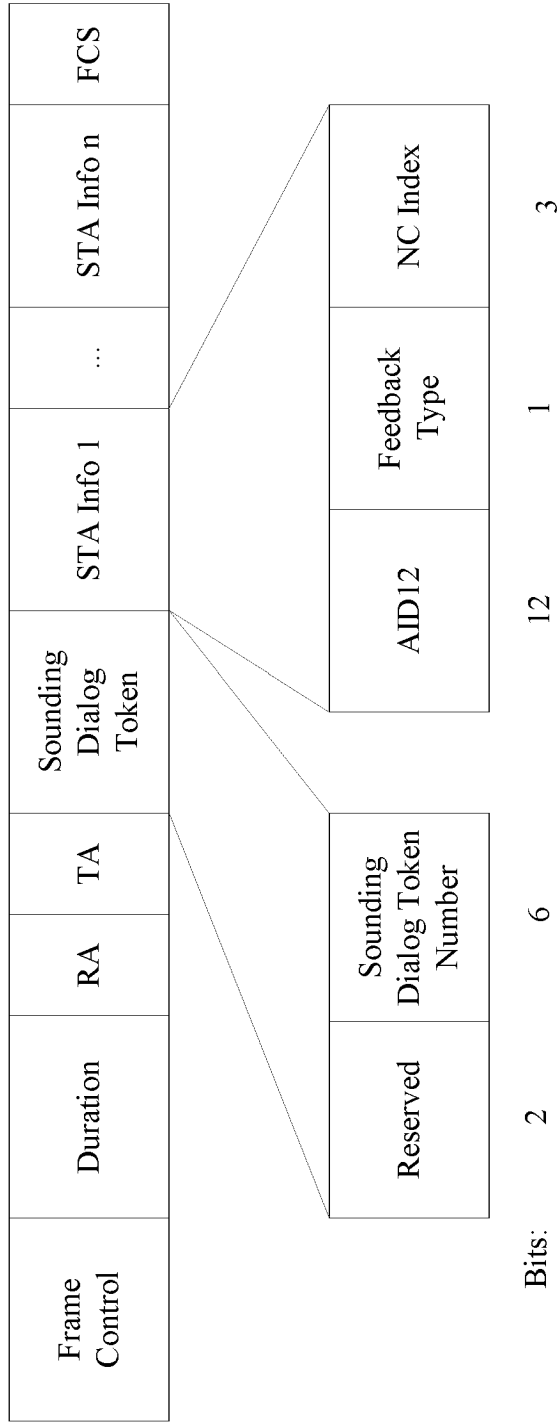 Frame
Control
Duration
RA
TA
Sounding
Dialog
Token
STA Info 1
...
STA Info n
FCS
Reserved
Sounding
Dialog Token
Number
AID12
Feedback
Type
NC Index
Bits:
2
6
12
1
3